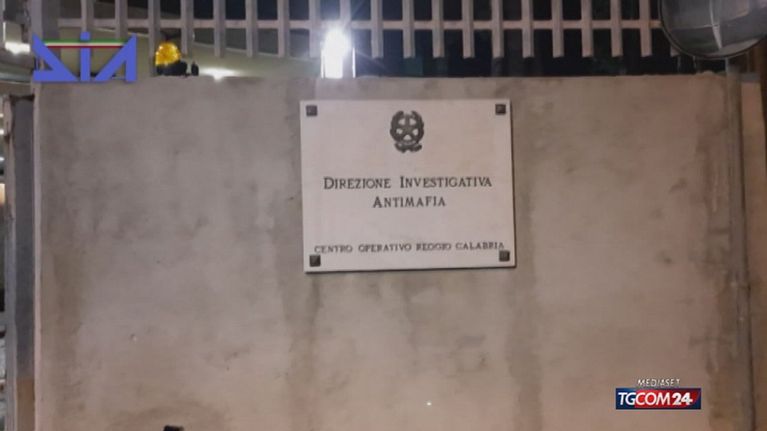 DIA
DIREZIONE INVESTIGATIVA
ANTIMAFIA
CENTRO OPERATIVO REGGIO CALABRIA
MEDIASET
TGCOM24